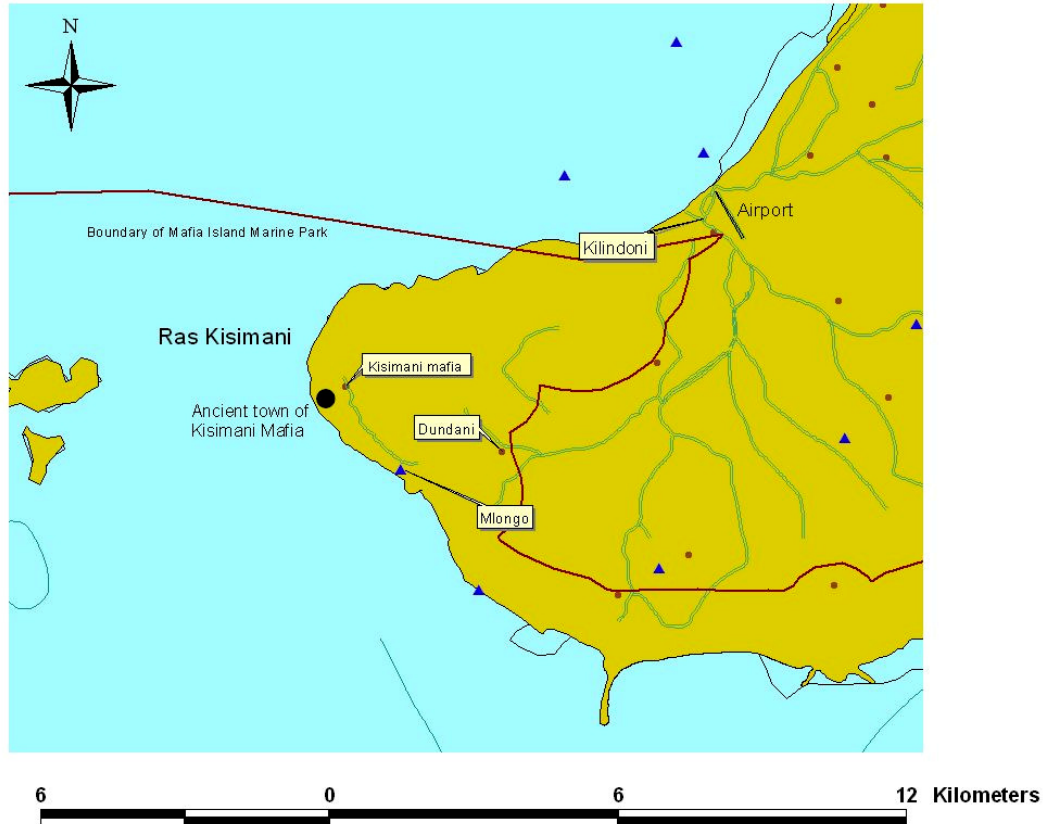 N
Airport
Boundary of Mafia Island Marine Park
Kilindoni
Ras Kisimani
Kisimani mafia
Ancient town of
Kisimani Mafia
Dundani
Mlongo
6 0 6 12 Kilometers